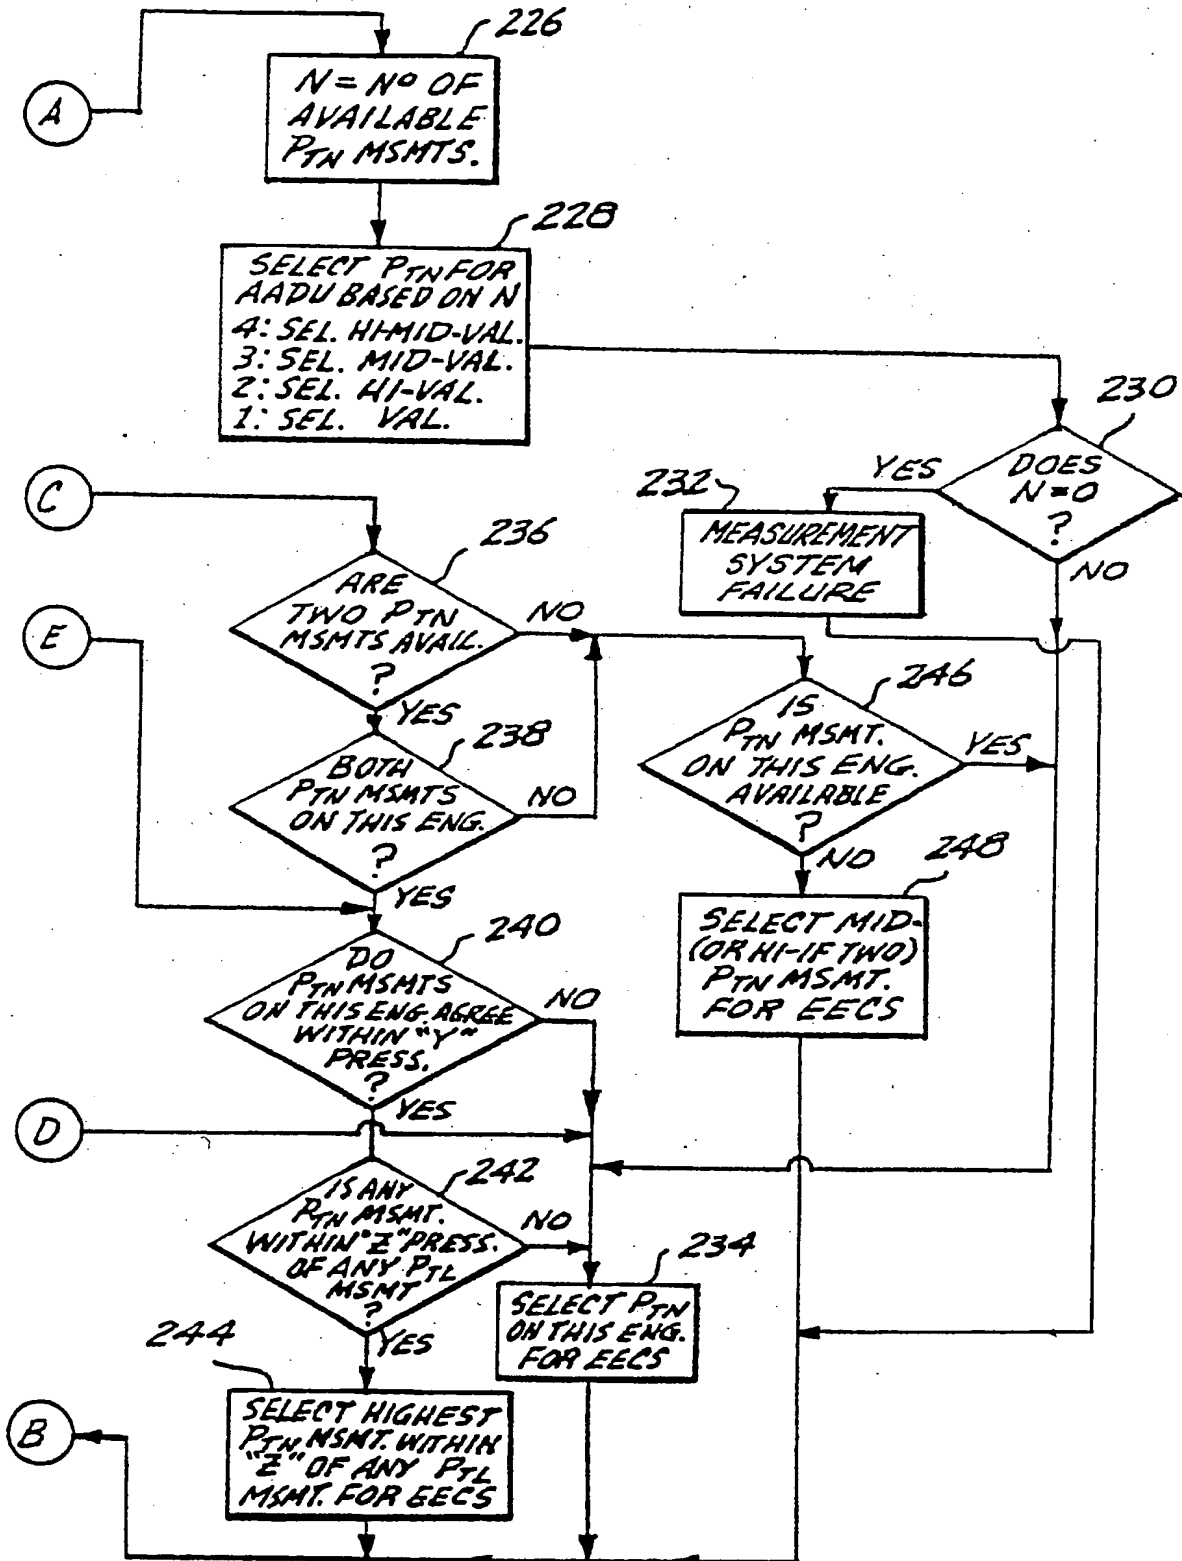 226
A
N = Nº OF
AVAILABLE
PTN MSMTS.
228
SELECT PTN FOR
AADU BASED ON N
4: SEL. HI-MID-VAL.
3: SEL. MID-VAL.
2: SEL. HI-VAL.
1: SEL. VAL.
230
DOES
N=0
?
YES
NO
232
MEASUREMENT
SYSTEM
FAILURE
C
236
ARE
TWO PTN
MSMTS AVAIL.
?
NO
YES
E
238
BOTH
PTN MSMTS
ON THIS ENG.
?
NO
YES
246
IS
PTN MSMT.
ON THIS ENG.
AVAILABLE
?
YES
NO
248
SELECT MID-
(OR HI-IF TWO)
PTN MSMT.
FOR EECS
240
DO
PTN MSMTS
ON THIS ENG. AGREE
WITHIN "Y"
PRESS.
?
NO
YES
D
242
IS ANY
PTN MSMT.
WITHIN "Z" PRESS.
OF ANY PTL
MSMT
?
NO
YES
234
SELECT PTN
ON THIS ENG.
FOR EECS
244
SELECT HIGHEST
PTN MSMT. WITHIN
"Z" OF ANY PTL
MSMT. FOR EECS
B